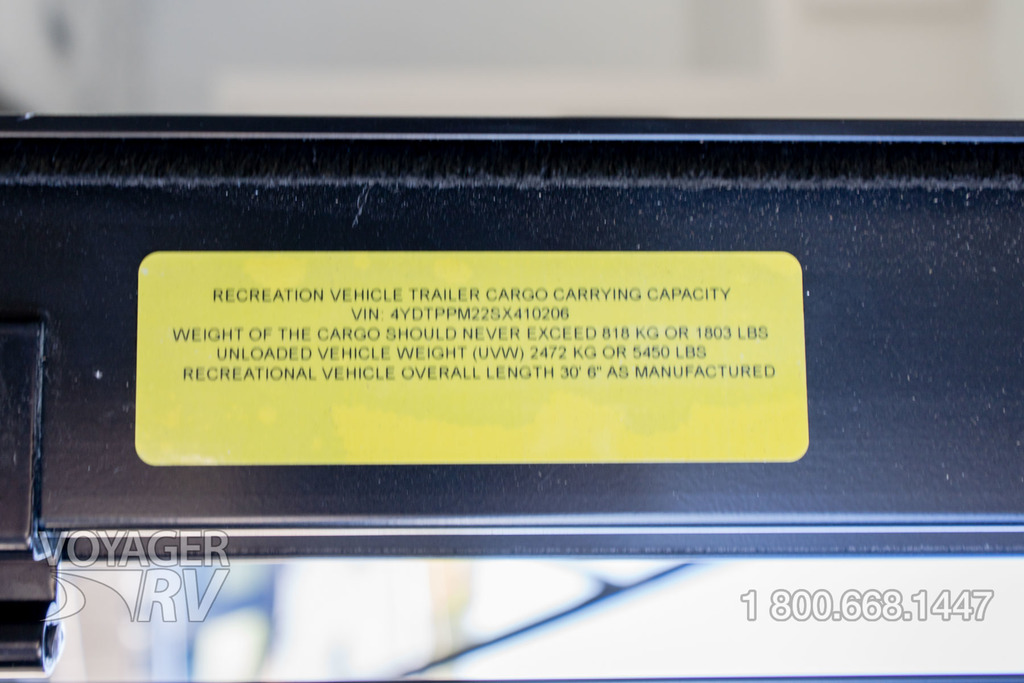 RECREATION VEHICLE TRAILER CARGO CARRYING CAPACITY
VIN: 4YDTPPM22SX410206
WEIGHT OF THE CARGO SHOULD NEVER EXCEED 818 KG OR 1803 LBS
UNLOADED VEHICLE WEIGHT (UVW) 2472 KG OR 5450 LBS
RECREATIONAL VEHICLE OVERALL LENGTH 30' 6" AS MANUFACTURED
VOYAGER
RV
1 800.668.1447